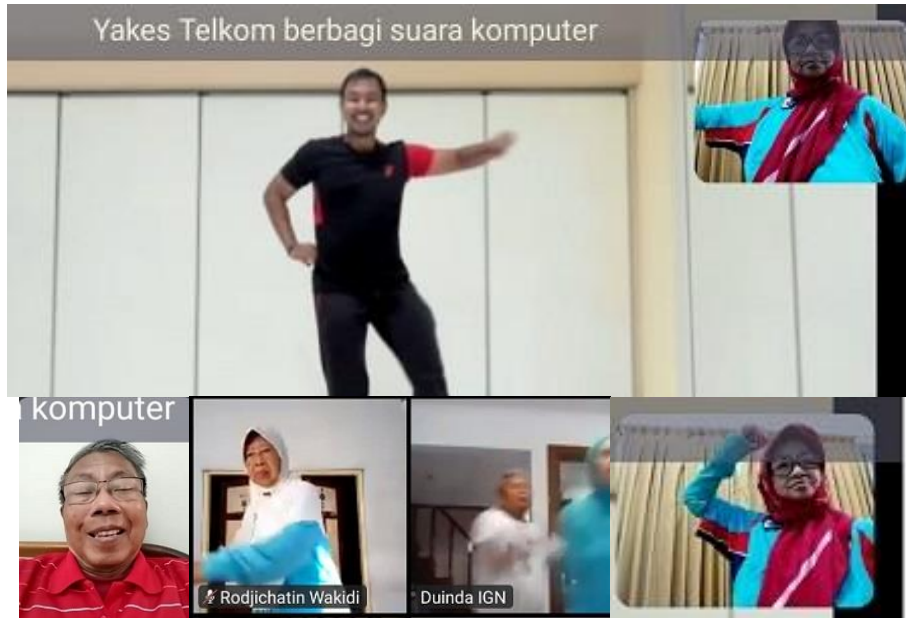 Yakes Telkom berbagi suara komputer
komputer
Rodjichatin Wakidi
Duinda IGN